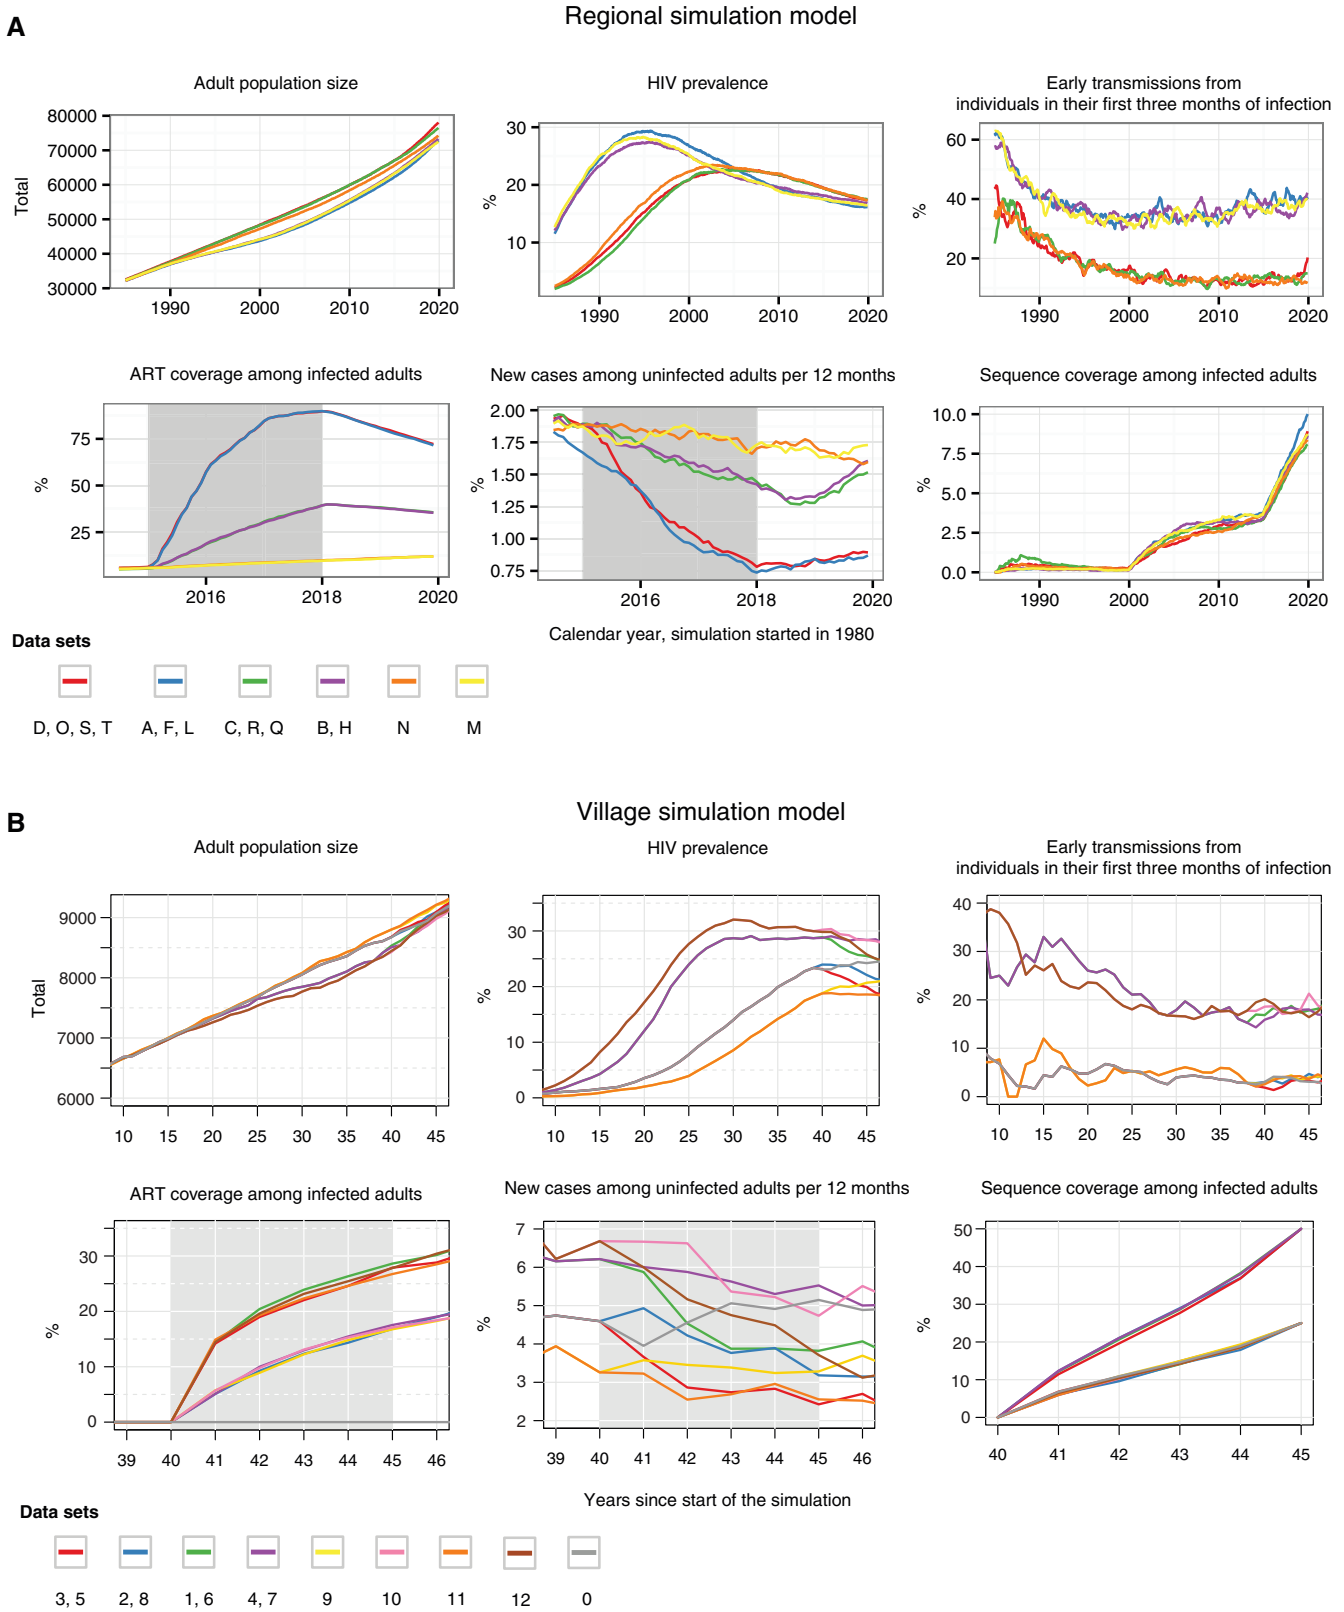 A
Regional simulation model
Adult population size
HIV prevalence
Early transmissions from
individuals in their first three months of infection
Total
80000
70000
60000
50000
40000
30000
1990 2000 2010 2020
%
30
20
10
1990 2000 2010 2020
%
60
40
20
1990 2000 2010 2020
ART coverage among infected adults
New cases among uninfected adults per 12 months
Sequence coverage among infected adults
%
75
50
25
2016 2018 2020
%
2.00
1.75
1.50
1.25
1.00
0.75
2016 2018 2020
%
10.0
7.5
5.0
2.5
0.0
1990 2000 2010 2020
Calendar year, simulation started in 1980
Data sets
D, O, S, T A, F, L C, R, Q B, H N M
B
Village simulation model
Adult population size
HIV prevalence
Early transmissions from
individuals in their first three months of infection
Total
9000
8000
7000
6000
10 15 20 25 30 35 40 45
%
30
20
10
0
10 15 20 25 30 35 40 45
%
40
30
20
10
0
10 15 20 25 30 35 40 45
ART coverage among infected adults
New cases among uninfected adults per 12 months
Sequence coverage among infected adults
%
30
20
10
0
39 40 41 42 43 44 45 46
%
7
6
5
4
3
2
39 40 41 42 43 44 45 46
%
50
40
30
20
10
0
40 41 42 43 44 45
Years since start of the simulation
Data sets
3, 5 2, 8 1, 6 4, 7 9 10 11 12 0